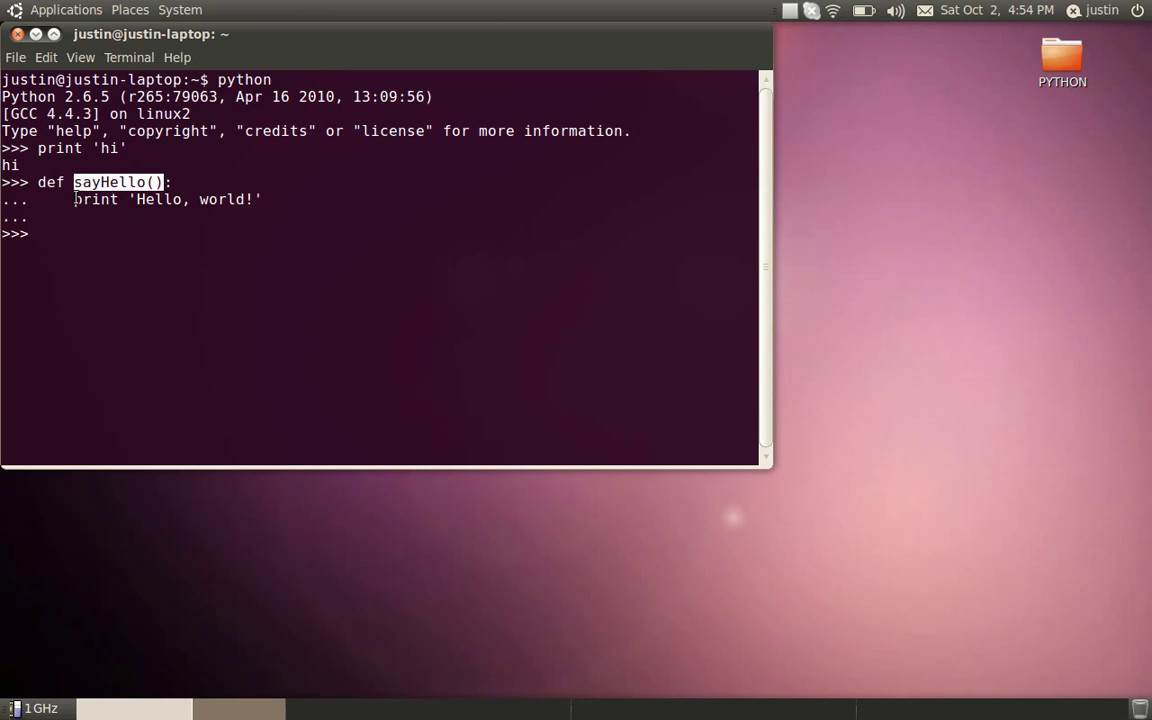 Applications Places System
Sat Oct 2, 4:54 PM justin
justin@justin-laptop: ~
File Edit View Terminal Help
PYTHON
justin@justin-laptop:~$ python
Python 2.6.5 (r265:79063, Apr 16 2010, 13:09:56)
[GCC 4.4.3] on linux2
Type "help", "copyright", "credits" or "license" for more information.
>>> print 'hi'
hi
>>> def sayHello():
...     print 'Hello, world!'
...
>>>
1 GHz